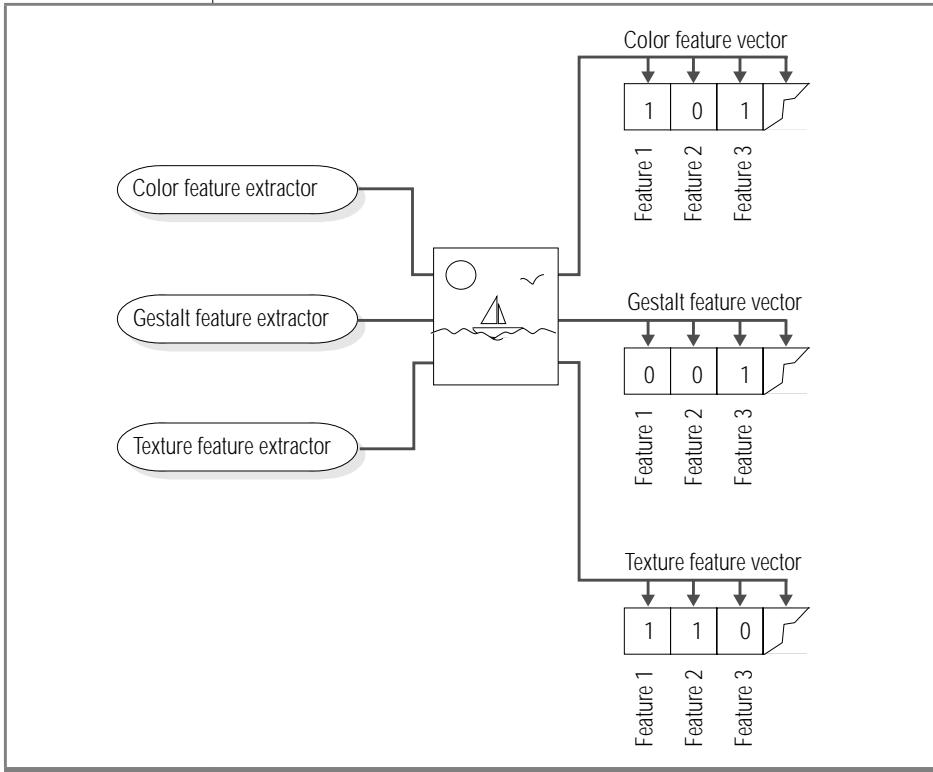 Color feature vector
1 0 1
Feature 1
Feature 2
Feature 3
Color feature extractor
Gestalt feature extractor
Texture feature extractor
Gestalt feature vector
0 0 1
Feature 1
Feature 2
Feature 3
Texture feature vector
1 1 0
Feature 1
Feature 2
Feature 3